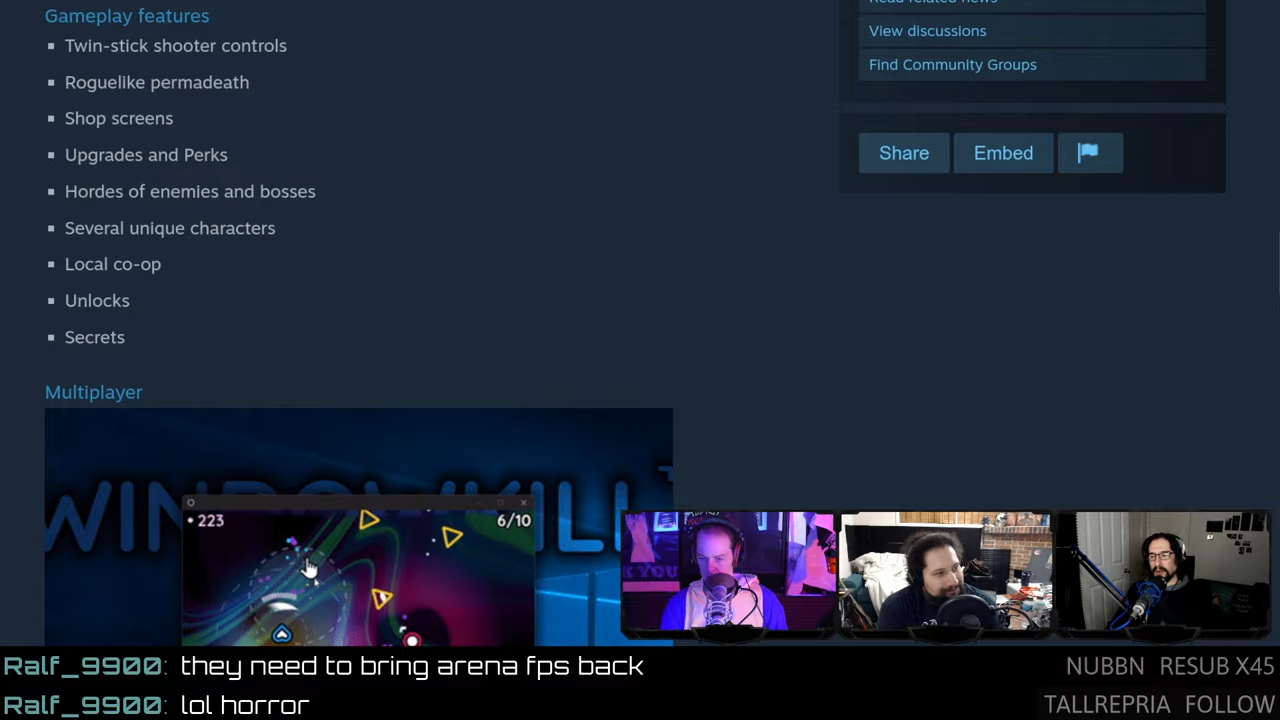 Gameplay features
Twin-stick shooter controls
Roguelike permadeath
Shop screens
Upgrades and Perks
Hordes of enemies and bosses
Several unique characters
Local co-op
Unlocks
Secrets
Multiplayer
WINDOWKILL
223
6/10
View discussions
Find Community Groups
Share
Embed
Ralf_9900: they need to bring arena fps back
Ralf_9900: lol horror
NUBBN RESUB X45
TALLREPRIA FOLLOW